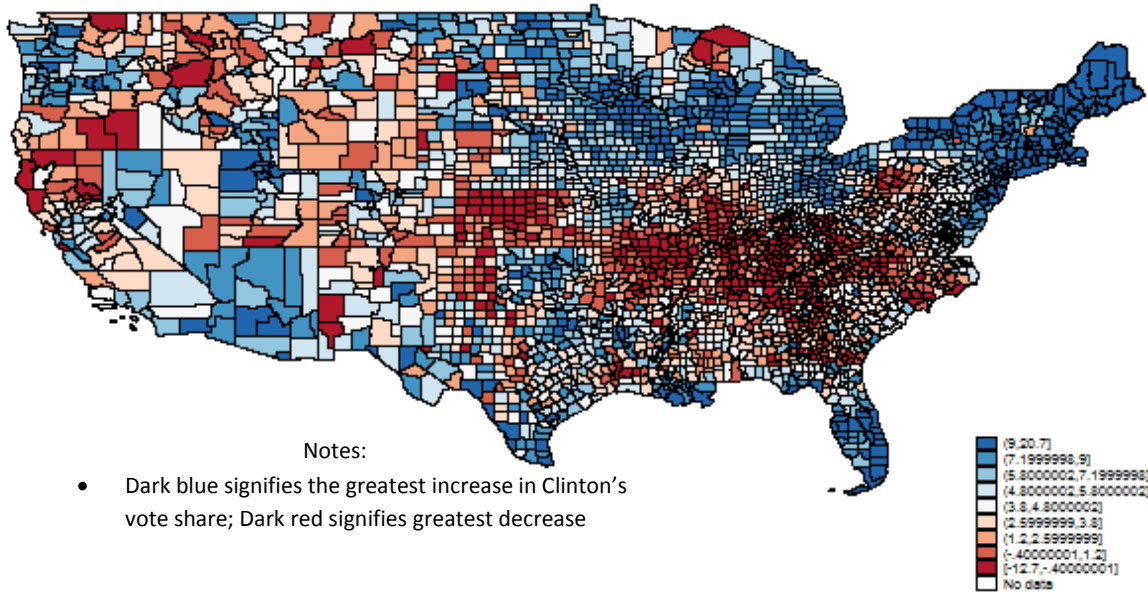 Notes:
• Dark blue signifies the greatest increase in Clinton’s
vote share; Dark red signifies greatest decrease
(9,20.7]
(7.1999998,9]
(5.8000002,7.1999998]
(4.8000002,5.8000002]
(3.8,4.8000002]
(2.5999999,3.8]
(1.2,2.5999999]
(-.40000001,1.2]
[-12.7,-.40000001]
No data